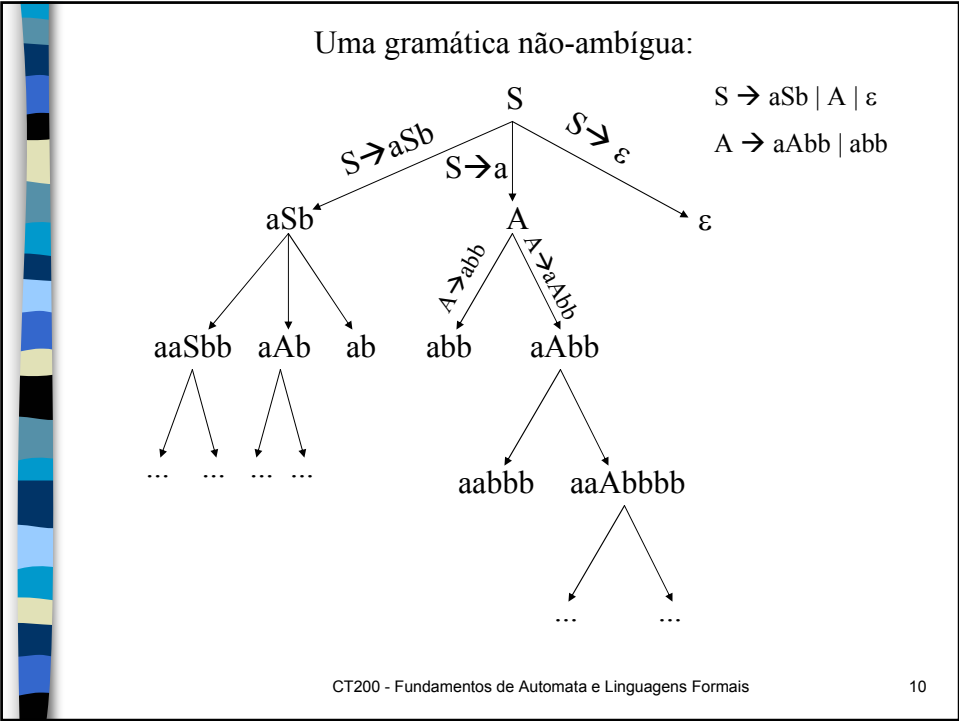 Uma gramática não-ambígua:
S
S → aSb | A | ε
A → aAbb | abb
S→aSb
S→a
S→ ε
aSb
A
ε
A→abb
A→aAbb
aaSbb aAb ab abb aAbb
... ... ... ...
aabbb aaAbbbb
... ...
CT200 - Fundamentos de Automata e Linguagens Formais 10